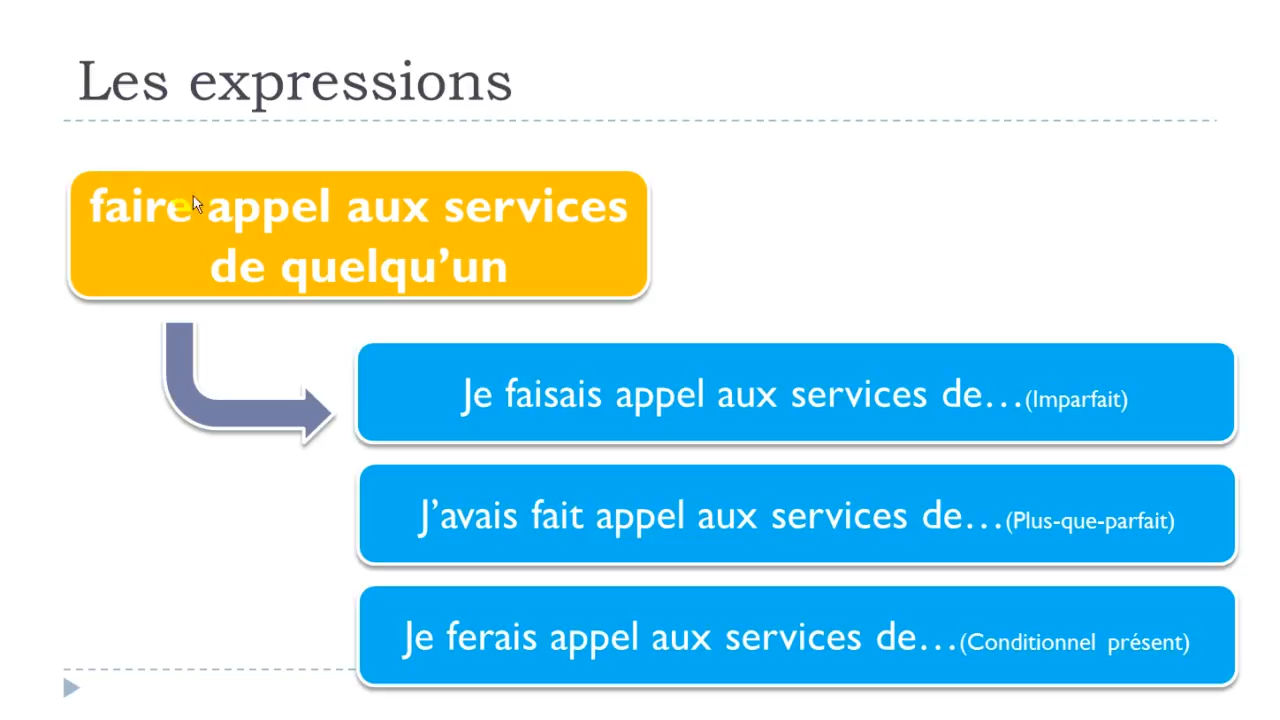 Les expressions
faire appel aux services
de quelqu’un
Je faisais appel aux services de…(Imparfait)
J’avais fait appel aux services de…(Plus-que-parfait)
Je ferais appel aux services de…(Conditionnel présent)